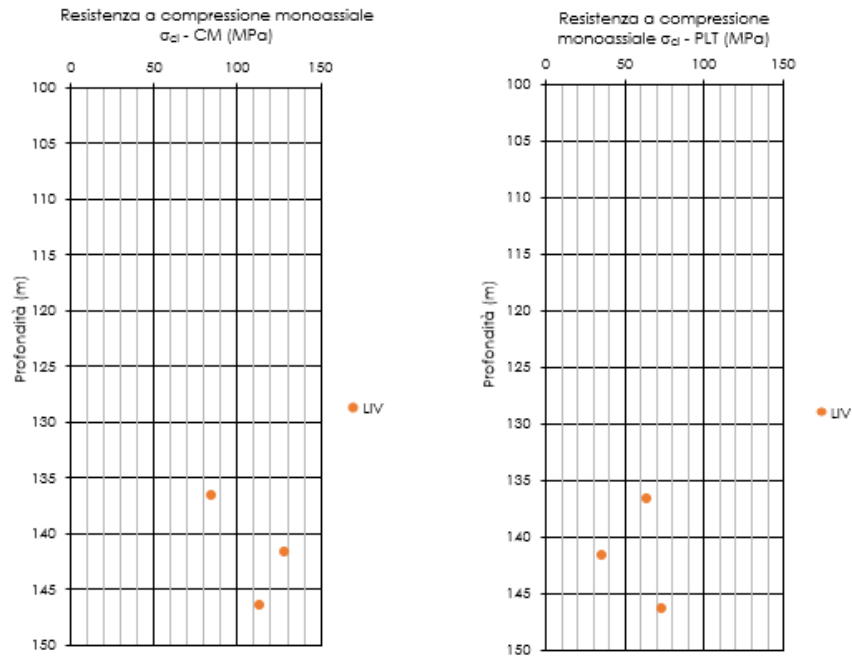 Resistenza a compressione monoassiale
σci - CM (MPa)
0 50 100 150
100
105
110
115
120
125
130
135
140
145
150
Profondità (m)
LIV
Resistenza a compressione
monoassiale σci - PLT (MPa)
0 50 100 150
100
105
110
115
120
125
130
135
140
145
150
Profondità (m)
LIV